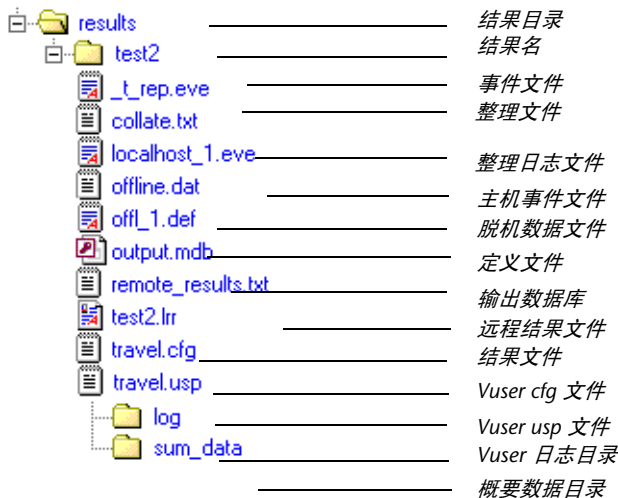 results
结果目录
test2
结果名
_t_rep.eve
事件文件
collate.txt
整理文件
localhost_1.eve
整理日志文件
offline.dat
主机事件文件
offl_1.def
脱机数据文件
output.mdb
定义文件
remote_results.txt
输出数据库
test2.lrr
远程结果文件
travel.cfg
结果文件
travel.usp
Vuser cfg 文件
log
Vuser usp 文件
sum_data
Vuser 日志目录
概要数据目录